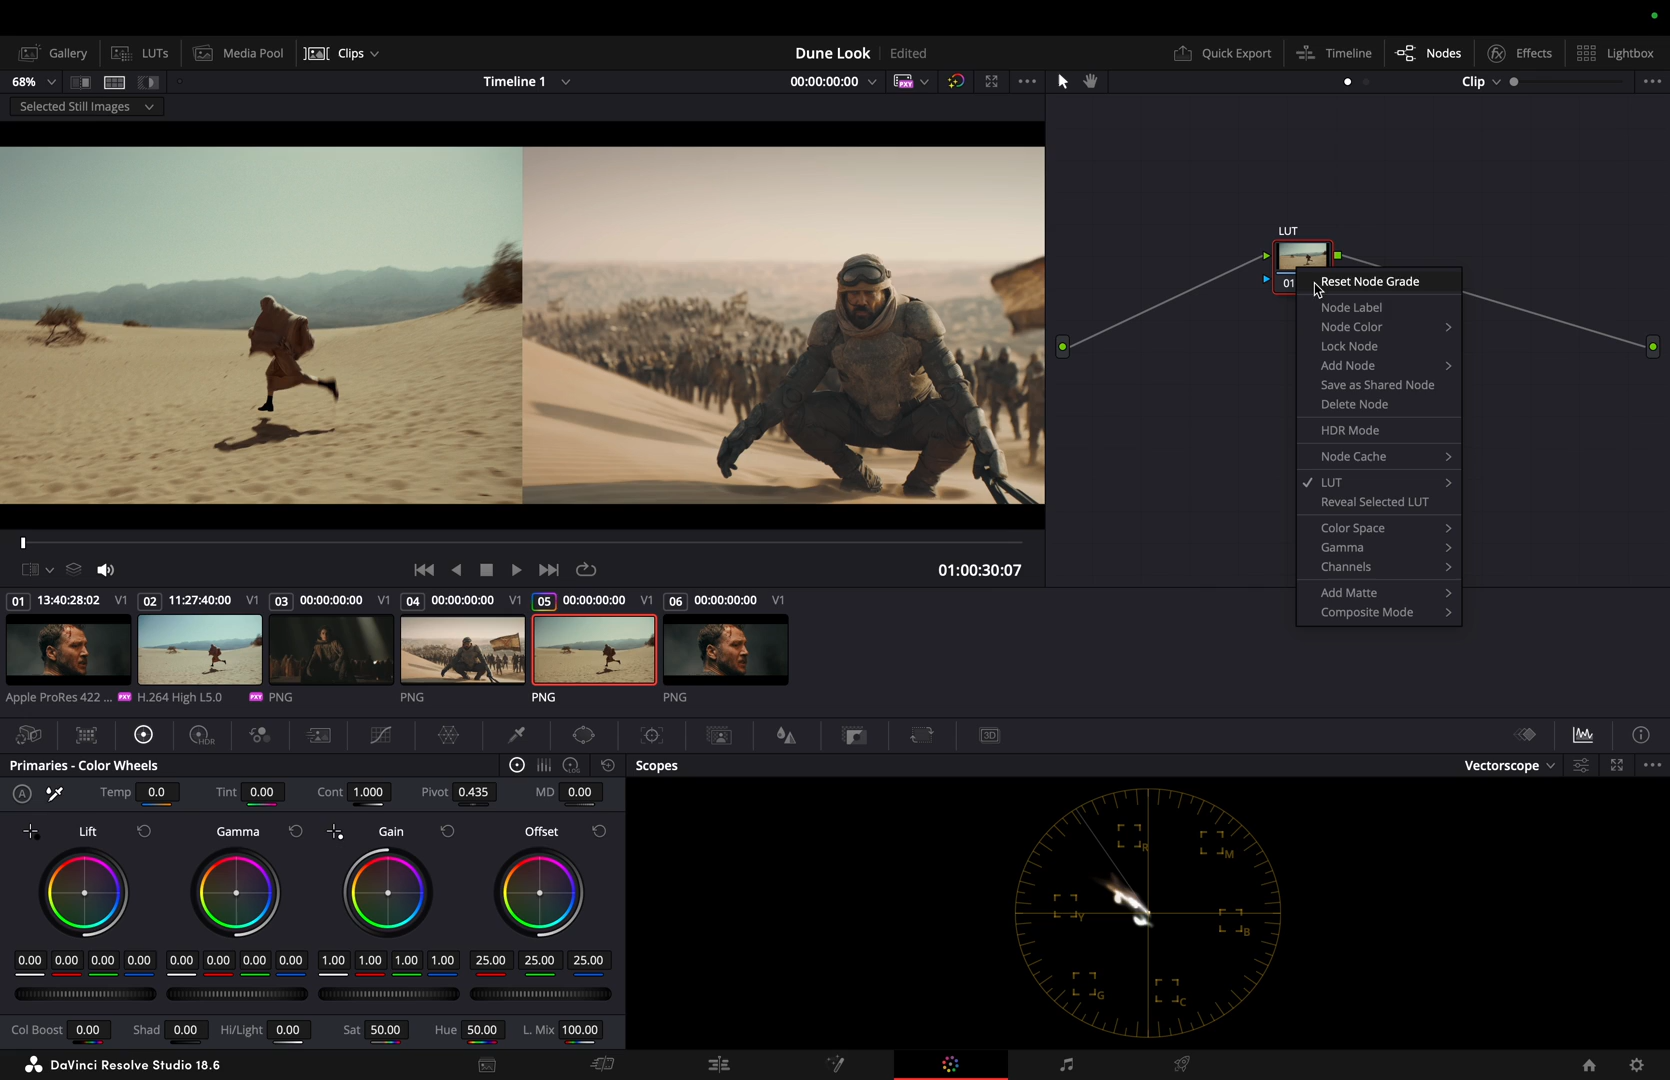 Gallery LUTs Media Pool Clips Dune Look Edited Quick Export Timeline Nodes Effects Lightbox
68% Timeline 1 00:00:00:00 PXY Clip
Selected Still Images
LUT
01
Reset Node Grade
Node Label
Node Color
Lock Node
Add Node
Save as Shared Node
Delete Node
HDR Mode
Node Cache
LUT
Reveal Selected LUT
Color Space
Gamma
Channels
Add Matte
Composite Mode
01:00:30:07
01 13:40:28:02 V1 02 11:27:40:00 V1 03 00:00:00:00 V1 04 00:00:00:00 V1 05 00:00:00:00 V1 06 00:00:00:00 V1
Apple ProRes 422 ... PXY H.264 High L5.0 PXY PNG PNG PNG PNG
HDR 3D
Primaries - Color Wheels LOG Scopes Vectorscope
A Temp 0.0 Tint 0.00 Cont 1.000 Pivot 0.435 MD 0.00
Lift Gamma Gain Offset
R M
Y B
G C
0.00 0.00 0.00 0.00 0.00 0.00 0.00 0.00 1.00 1.00 1.00 1.00 25.00 25.00 25.00
Col Boost 0.00 Shad 0.00 Hi/Light 0.00 Sat 50.00 Hue 50.00 L. Mix 100.00
DaVinci Resolve Studio 18.6